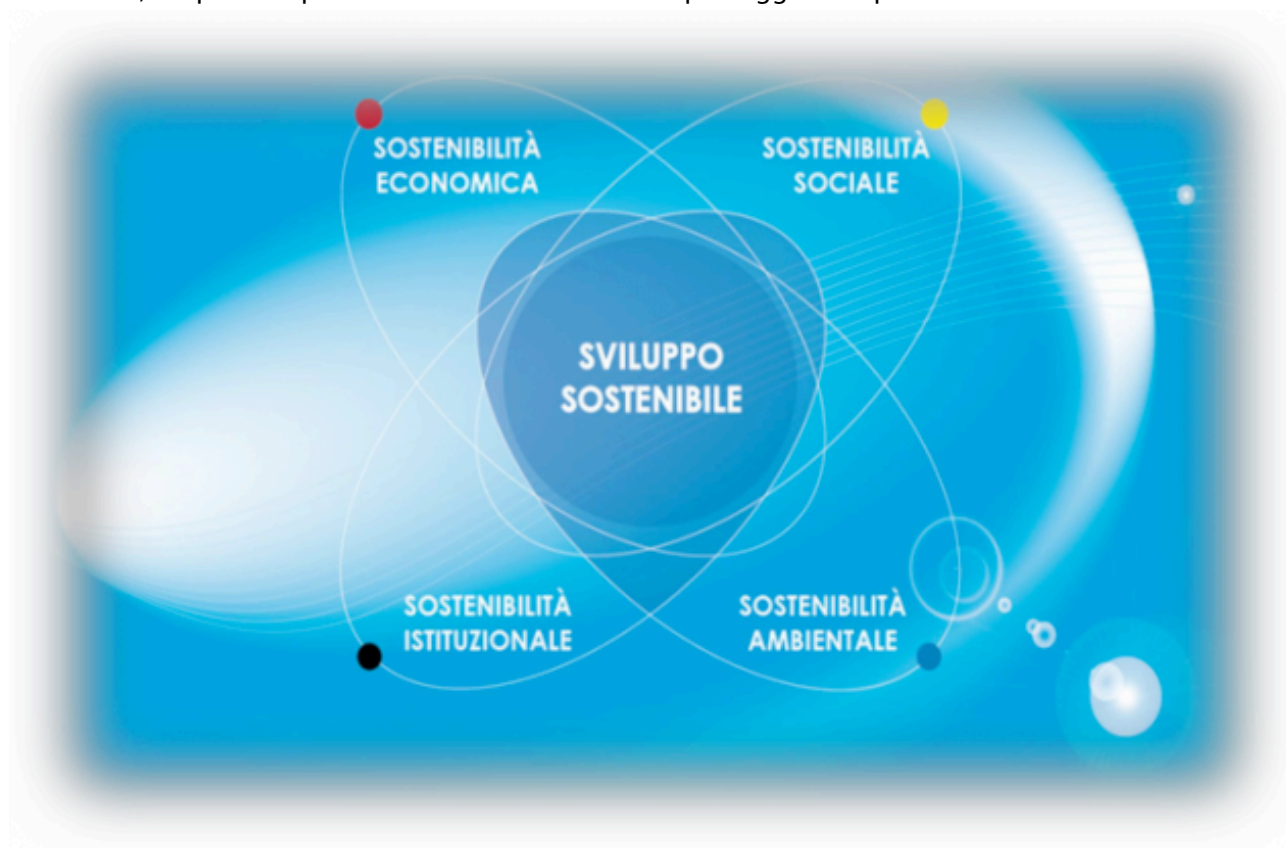 SOSTENIBILITÀ
ECONOMICA
SOSTENIBILITÀ
SOCIALE
SVILUPPO
SOSTENIBILE
SOSTENIBILITÀ
ISTITUZIONALE
SOSTENIBILITÀ
AMBIENTALE